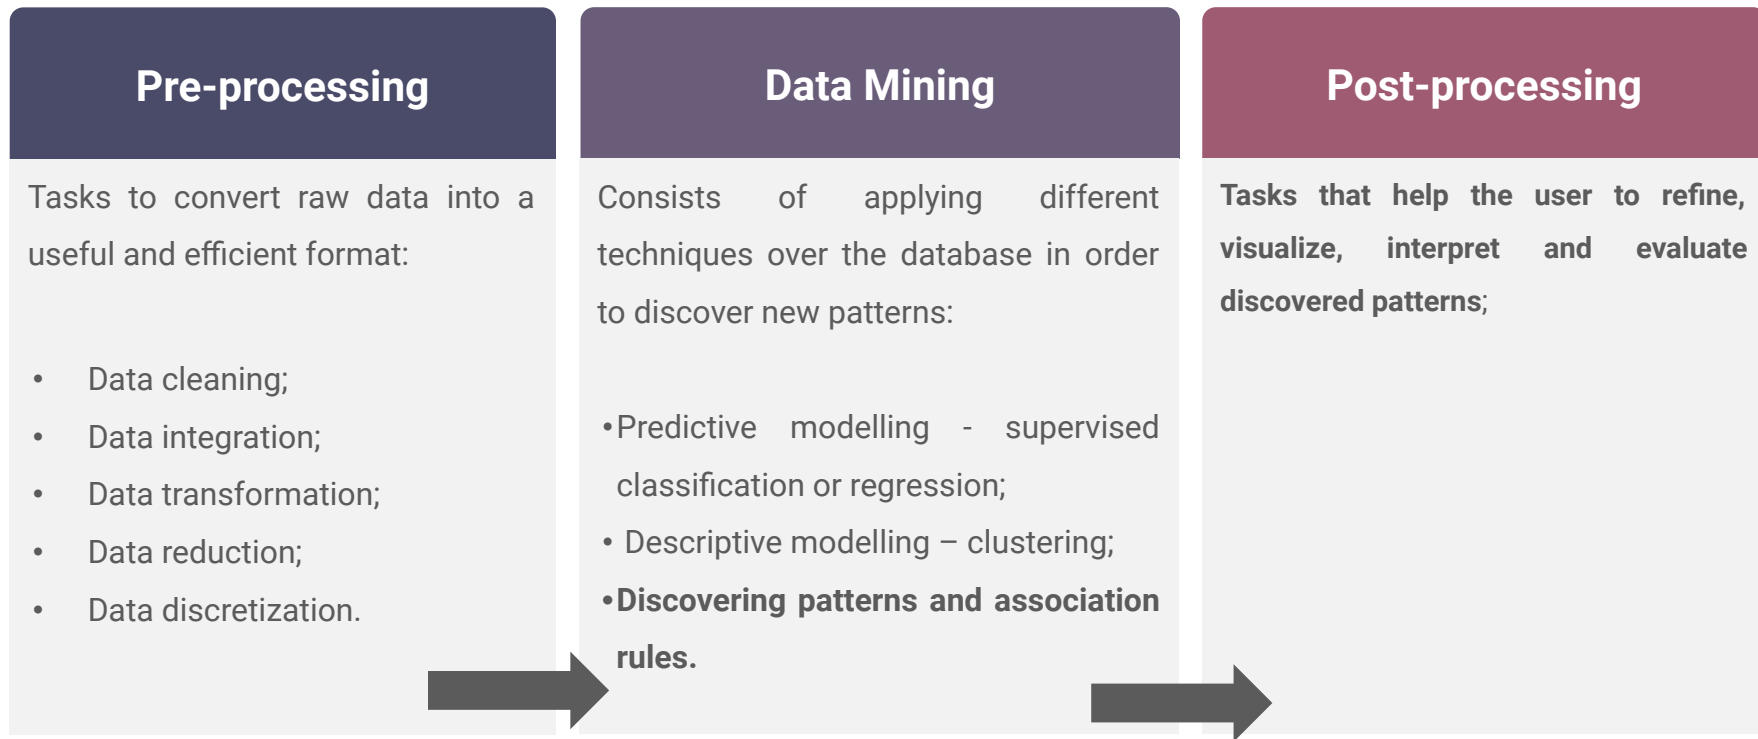 Pre-processing
Tasks to convert raw data into a
useful and efficient format:
• Data cleaning;
• Data integration;
• Data transformation;
• Data reduction;
• Data discretization.
Data Mining
Consists of applying different
techniques over the database in order
to discover new patterns:
•Predictive modelling - supervised
classification or regression;
• Descriptive modelling – clustering;
•Discovering patterns and association
rules.
Post-processing
Tasks that help the user to refine,
visualize, interpret and evaluate
discovered patterns;